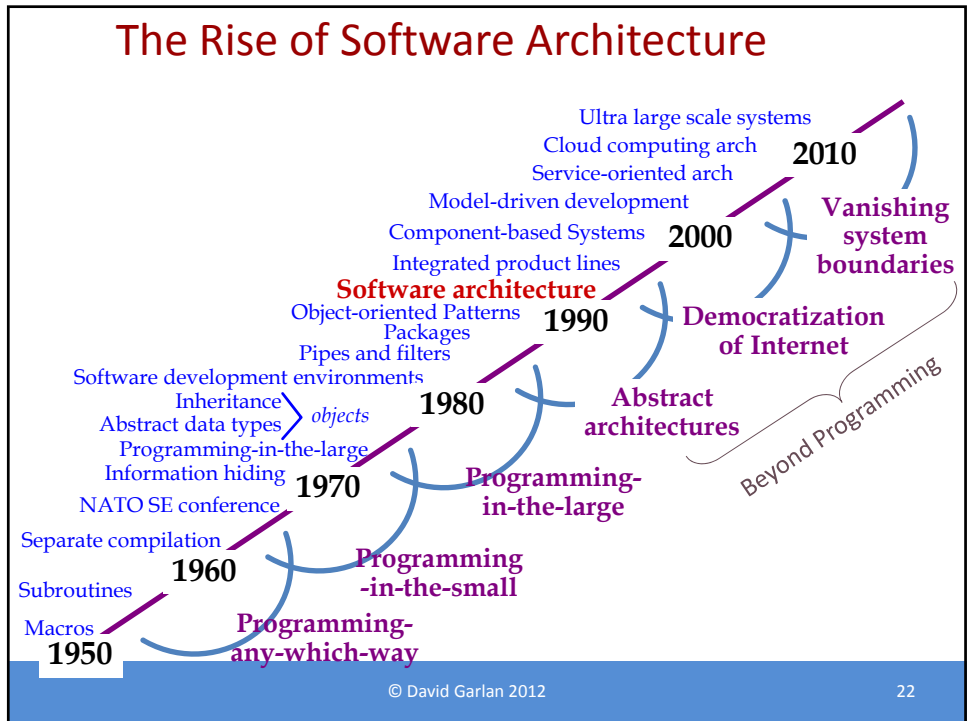 The Rise of Software Architecture
Ultra large scale systems
Cloud computing arch
2010
Service-oriented arch
Model-driven development
Vanishing
system
boundaries
Component-based Systems
2000
Integrated product lines
Software architecture
Object-oriented Patterns
1990
Democratization
of Internet
Packages
Pipes and filters
Software development environments
Inheritance
Abstract data types
objects
1980
Abstract
architectures
Beyond Programming
Programming-in-the-large
Information hiding
1970
Programming-
in-the-large
NATO SE conference
Separate compilation
1960
Programming
-in-the-small
Subroutines
Macros
1950
Programming-
any-which-way
© David Garlan 2012
22